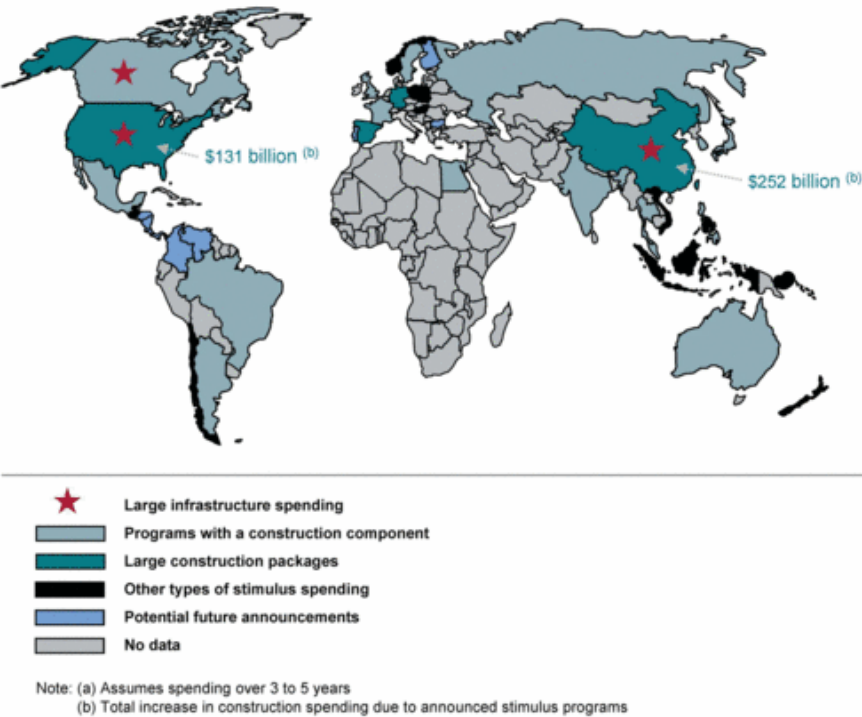 $131 billion (b)
$252 billion (b)
Large infrastructure spending
Programs with a construction component
Large construction packages
Other types of stimulus spending
Potential future announcements
No data
Note: (a) Assumes spending over 3 to 5 years
(b) Total increase in construction spending due to announced stimulus programs